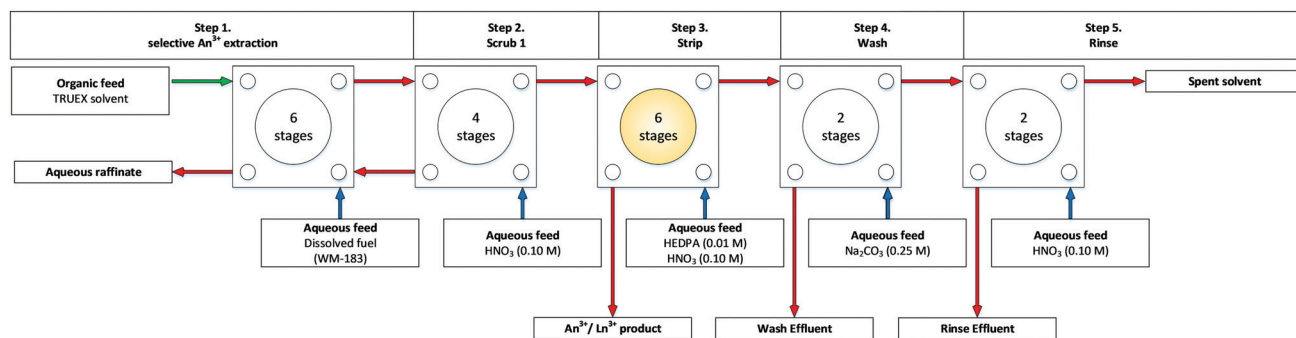 Step 1.
selective An³⁺ extraction
Step 2.
Scrub 1
Step 3.
Strip
Step 4.
Wash
Step 5.
Rinse
Organic feed
TRUEX solvent
Spent solvent
6
stages
4
stages
6
stages
2
stages
2
stages
Aqueous raffinate
Aqueous feed
Dissolved fuel
(WM-183)
Aqueous feed
HNO₃ (0.10 M)
Aqueous feed
HEDPA (0.01 M)
HNO₃ (0.10 M)
Aqueous feed
Na₂CO₃ (0.25 M)
Aqueous feed
HNO₃ (0.10 M)
An³⁺/ Ln³⁺ product
Wash Effluent
Rinse Effluent